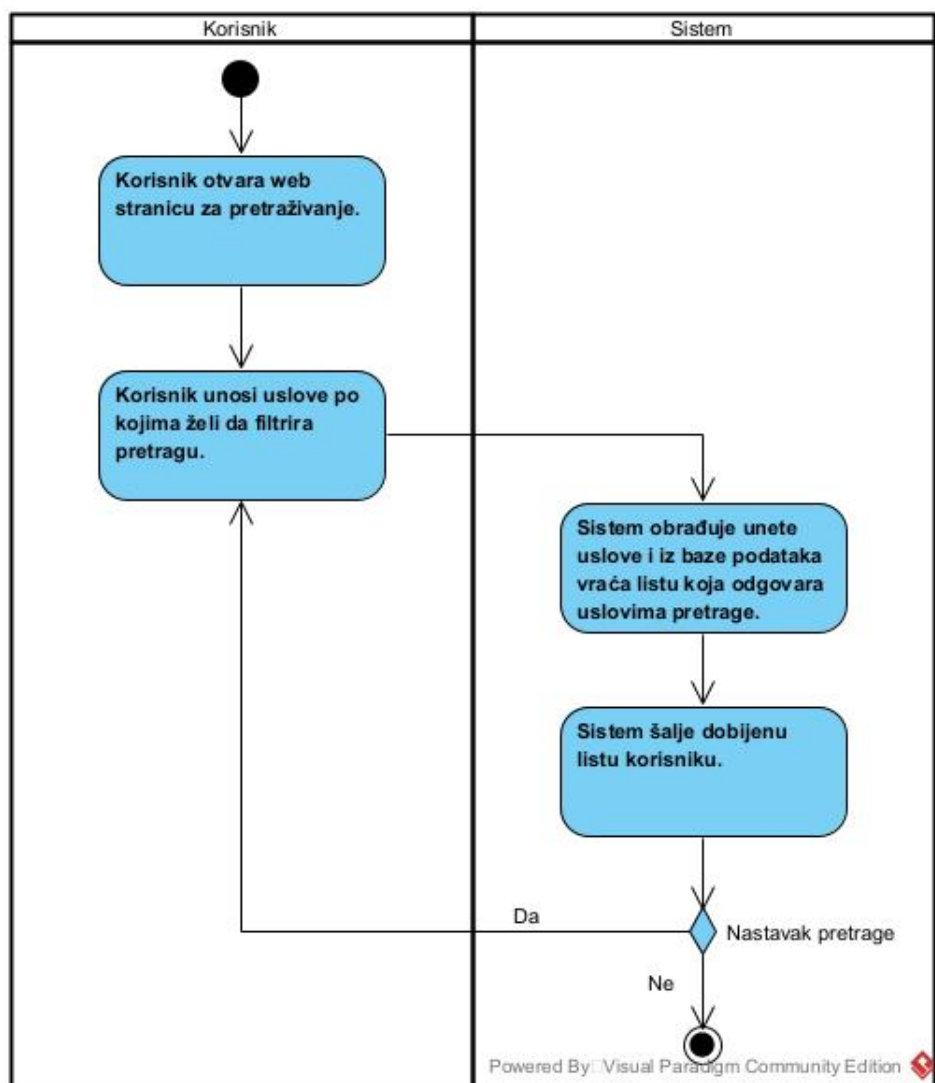 Korisnik
Sistem
Korisnik otvara web
stranicu za pretraživanje.
Korisnik unosi uslove po
kojima želi da filtrira
pretragu.
Sistem obrađuje unete
uslove i iz baze podataka
vraća listu koja odgovara
uslovima pretrage.
Sistem šalje dobijenu
listu korisniku.
Da
Nastavak pretrage
Ne
Powered By Visual Paradigm Community Edition